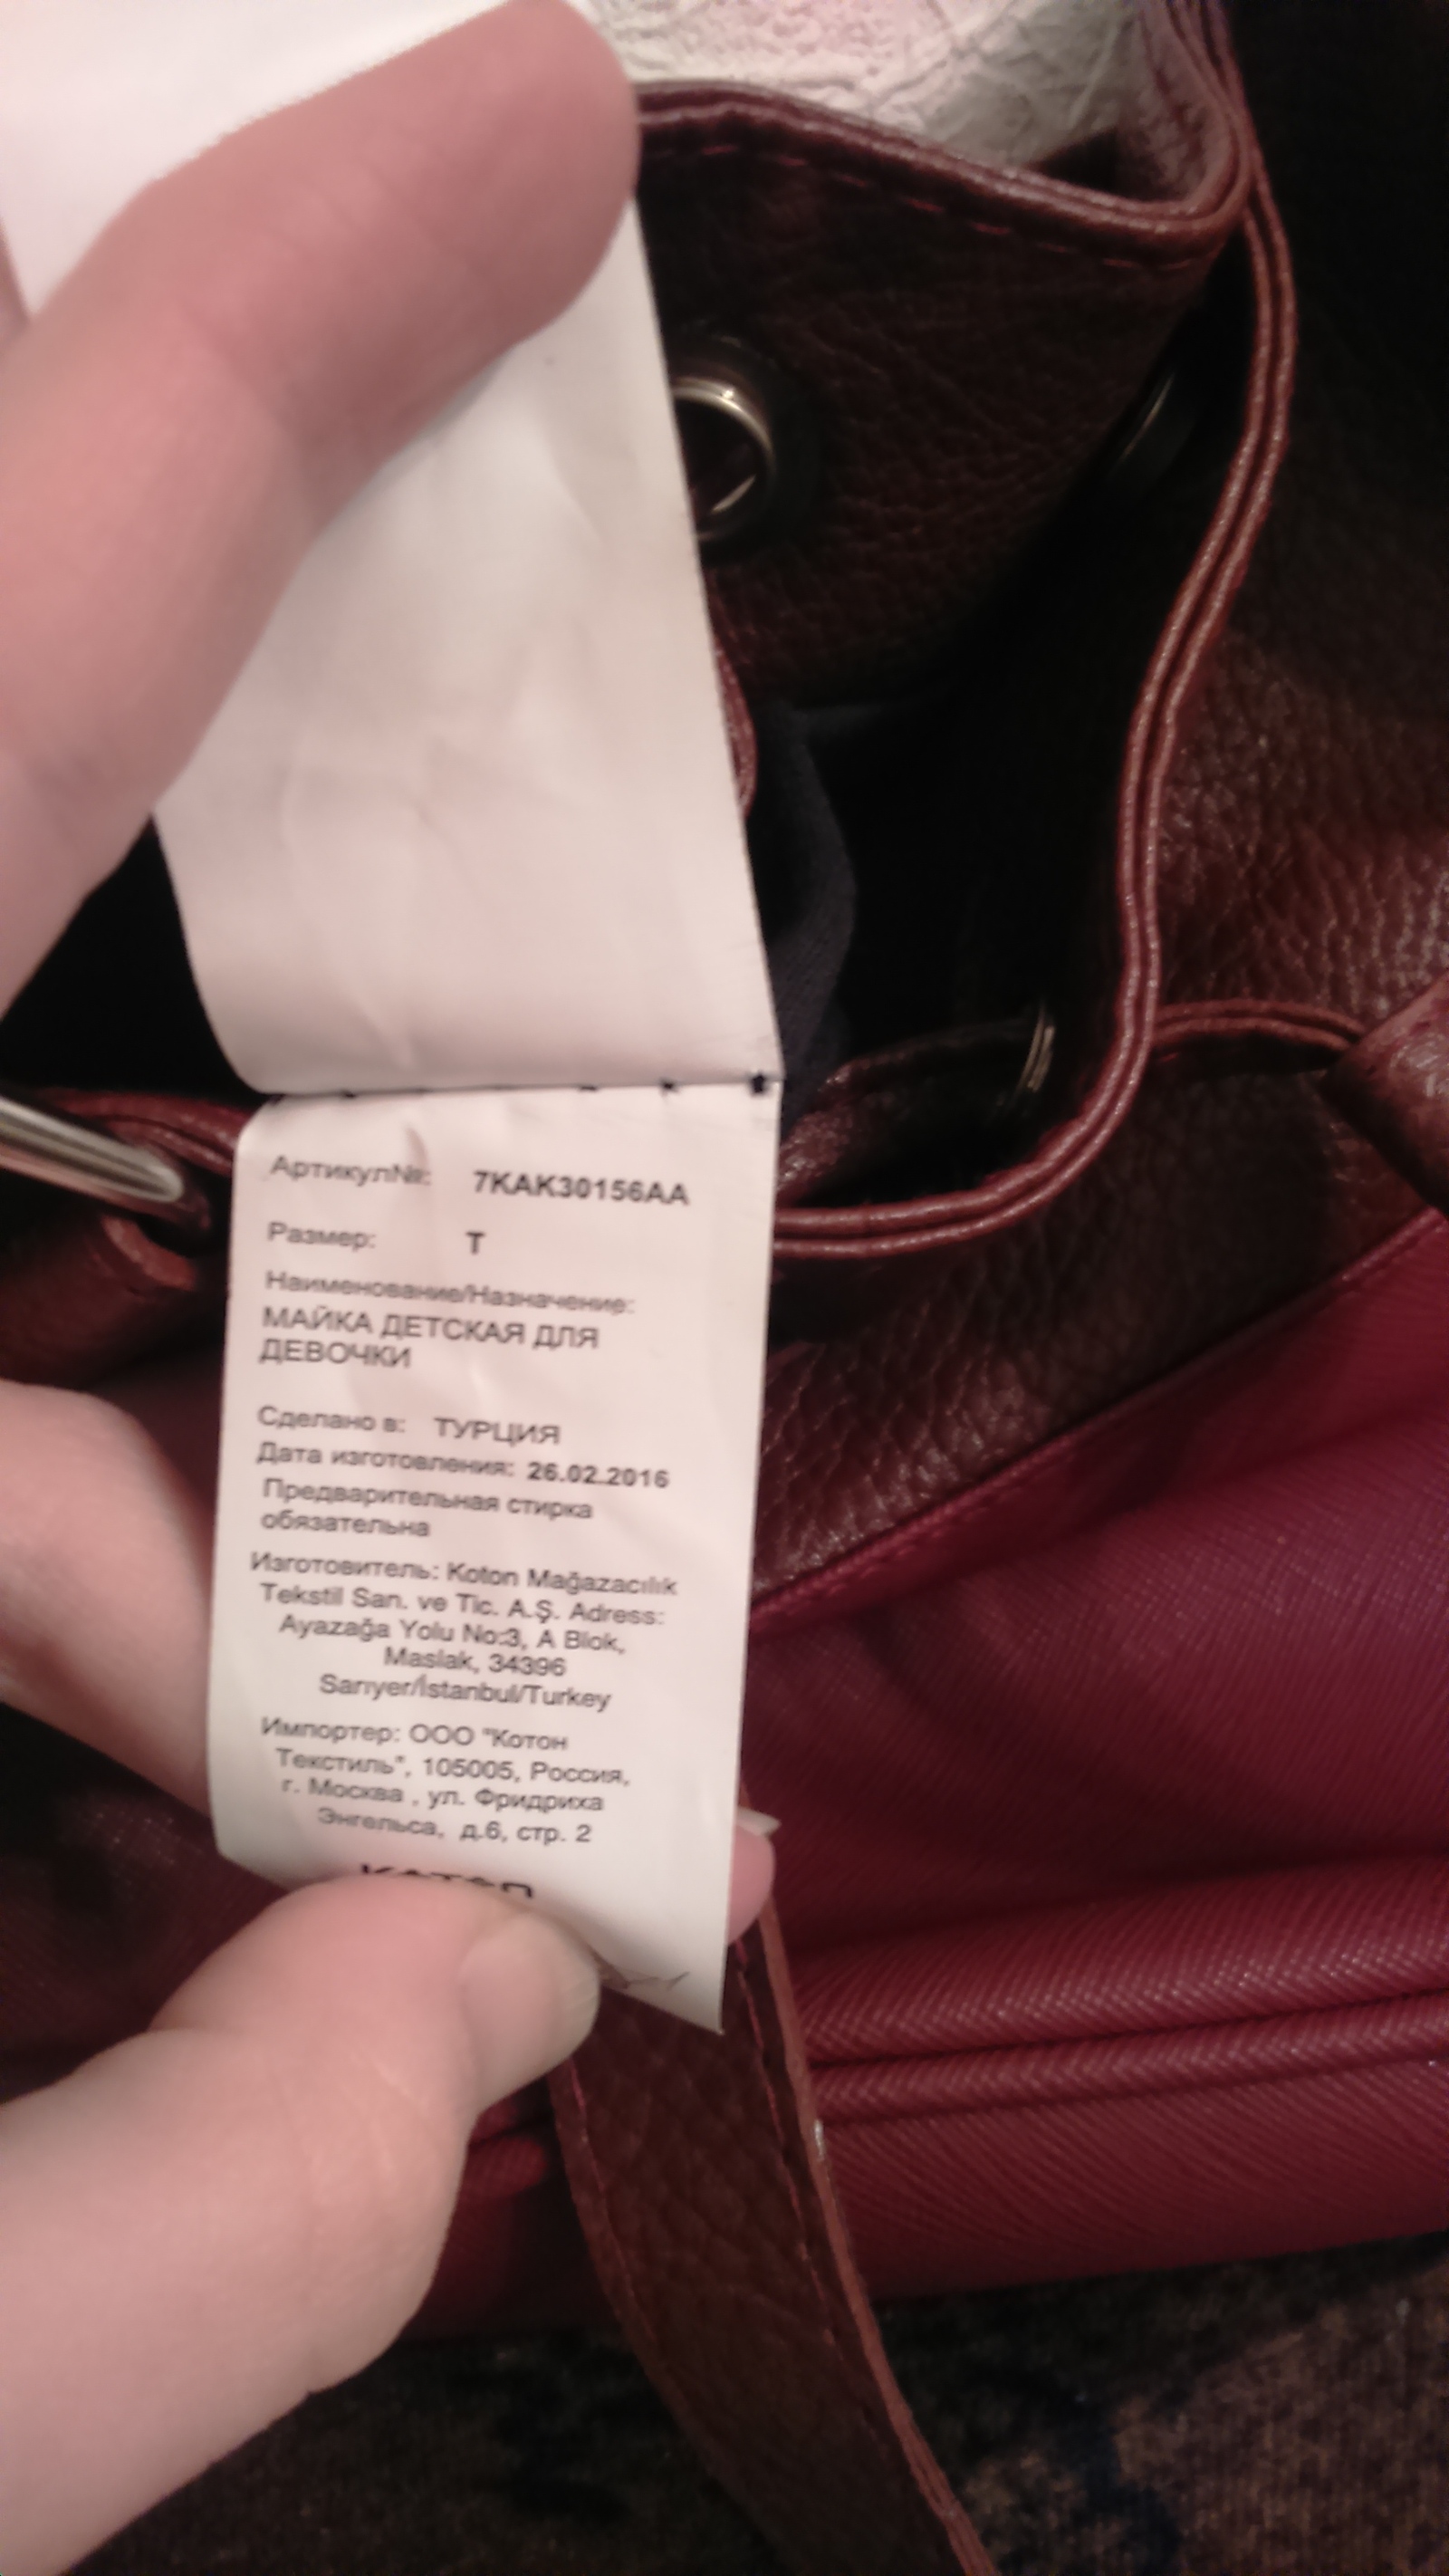 Артикул№: 7KAK30156AA
Размер: T
Наименование/Назначение:
МАЙКА ДЕТСКАЯ ДЛЯ
ДЕВОЧКИ
Сделано в: ТУРЦИЯ
Дата изготовления: 26.02.2016
Предварительная стирка
обязательна
Изготовитель: Koton Mağazacılık
Tekstil San. ve Tic. A.Ş. Adress:
Ayazağa Yolu No:3, A Blok,
Maslak, 34396
Sarıyer/İstanbul/Turkey
Импортер: ООО "Котон
Текстиль", 105005, Россия,
г. Москва , ул. Фридриха
Энгельса, д.6, стр. 2